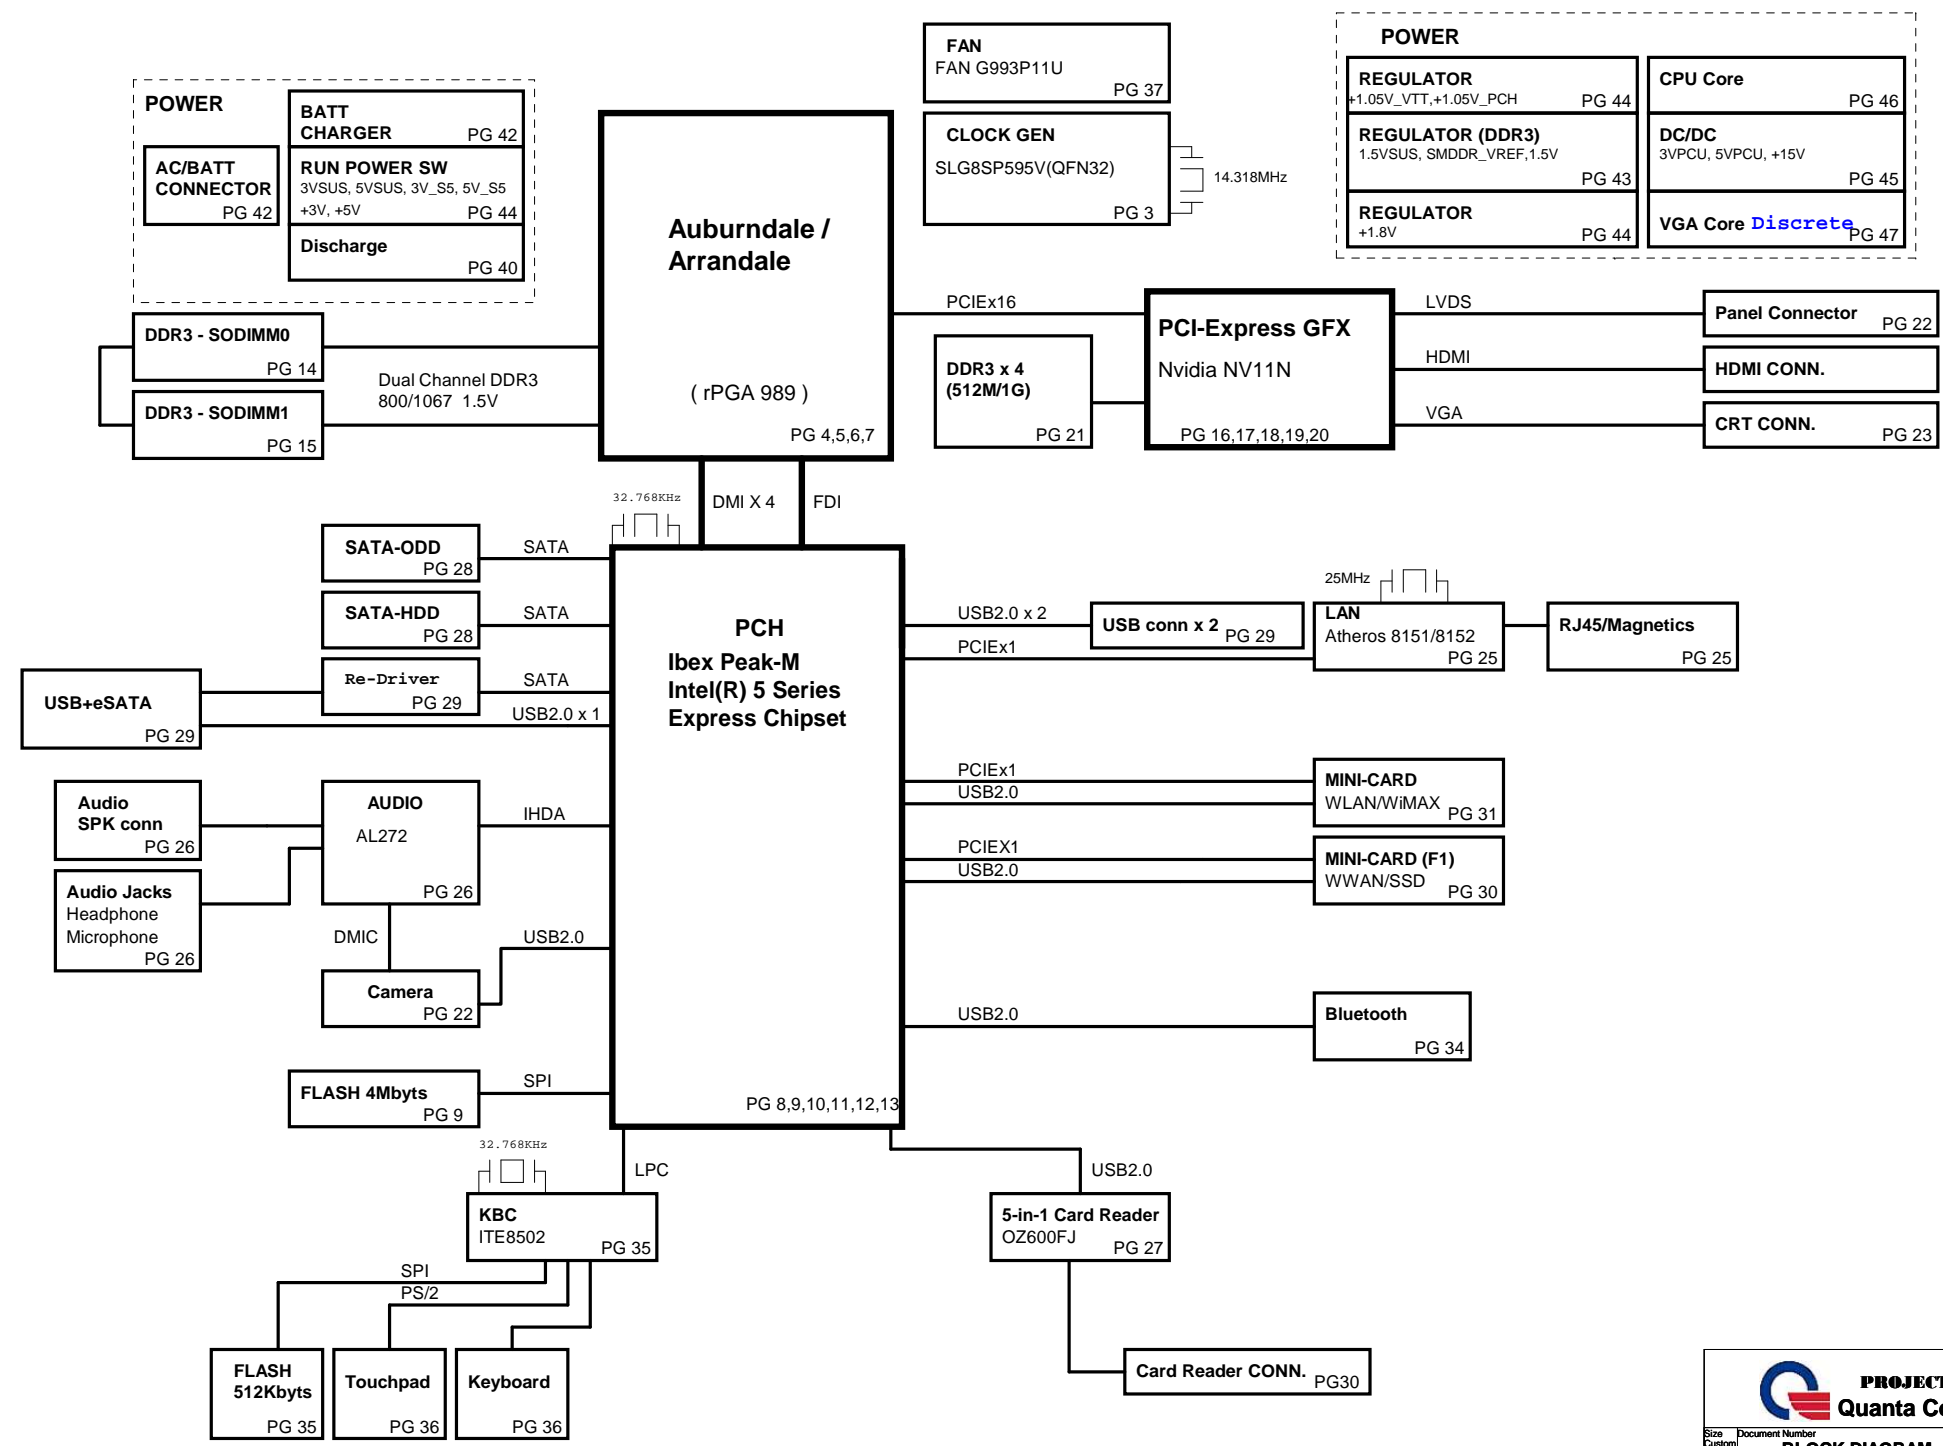 FAN
FAN G993P11U
PG 37
CLOCK GEN
SLG8SP595V(QFN32)
PG 3
14.318MHz
POWER
REGULATOR
+1.05V_VTT,+1.05V_PCH
PG 44
CPU Core
PG 46
REGULATOR (DDR3)
1.5VSUS, SMDDR_VREF,1.5V
PG 43
DC/DC
3VPCU, 5VPCU, +15V
PG 45
REGULATOR
+1.8V
PG 44
VGA Core Discrete
PG 47
POWER
BATT
CHARGER
PG 42
AC/BATT
CONNECTOR
PG 42
RUN POWER SW
3VSUS, 5VSUS, 3V_S5, 5V_S5
+3V, +5V
PG 44
Discharge
PG 40
Auburndale /
Arrandale
( rPGA 989 )
PG 4,5,6,7
DDR3 - SODIMM0
PG 14
DDR3 - SODIMM1
PG 15
Dual Channel DDR3
800/1067 1.5V
PCIEx16
DDR3 x 4
(512M/1G)
PG 21
PCI-Express GFX
Nvidia NV11N
PG 16,17,18,19,20
LVDS
Panel Connector
PG 22
HDMI
HDMI CONN.
VGA
CRT CONN.
PG 23
32.768KHz
DMI X 4
FDI
SATA-ODD
PG 28
SATA
SATA-HDD
PG 28
SATA
Re-Driver
PG 29
SATA
USB+eSATA
PG 29
USB2.0 x 1
PCH
Ibex Peak-M
Intel(R) 5 Series
Express Chipset
PG 8,9,10,11,12,13
USB2.0 x 2
USB conn x 2
PG 29
PCIEx1
25MHz
LAN
Atheros 8151/8152
PG 25
RJ45/Magnetics
PG 25
Audio
SPK conn
PG 26
AUDIO
AL272
PG 26
IHDA
Audio Jacks
Headphone
Microphone
PG 26
DMIC
USB2.0
Camera
PG 22
PCIEx1
USB2.0
MINI-CARD
WLAN/WiMAX
PG 31
PCIEX1
USB2.0
MINI-CARD (F1)
WWAN/SSD
PG 30
USB2.0
Bluetooth
PG 34
FLASH 4Mbyts
PG 9
SPI
32.768KHz
LPC
KBC
ITE8502
PG 35
USB2.0
5-in-1 Card Reader
OZ600FJ
PG 27
SPI
PS/2
FLASH
512Kbyts
PG 35
Touchpad
PG 36
Keyboard
PG 36
Card Reader CONN.
PG30
PROJECT
Quanta Co
Size
Custom
Document Number
BLOCK DIAGRAM